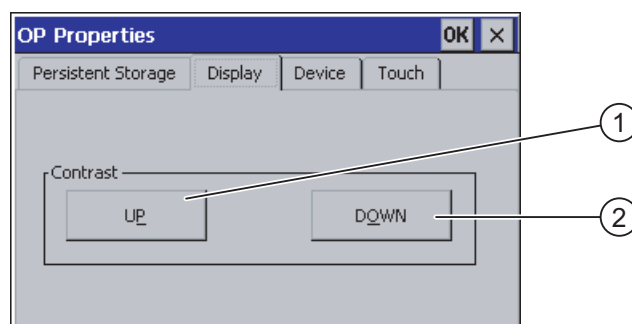 OP Properties OK ×
Persistent Storage Display Device Touch
Contrast
UP DOWN
1
2